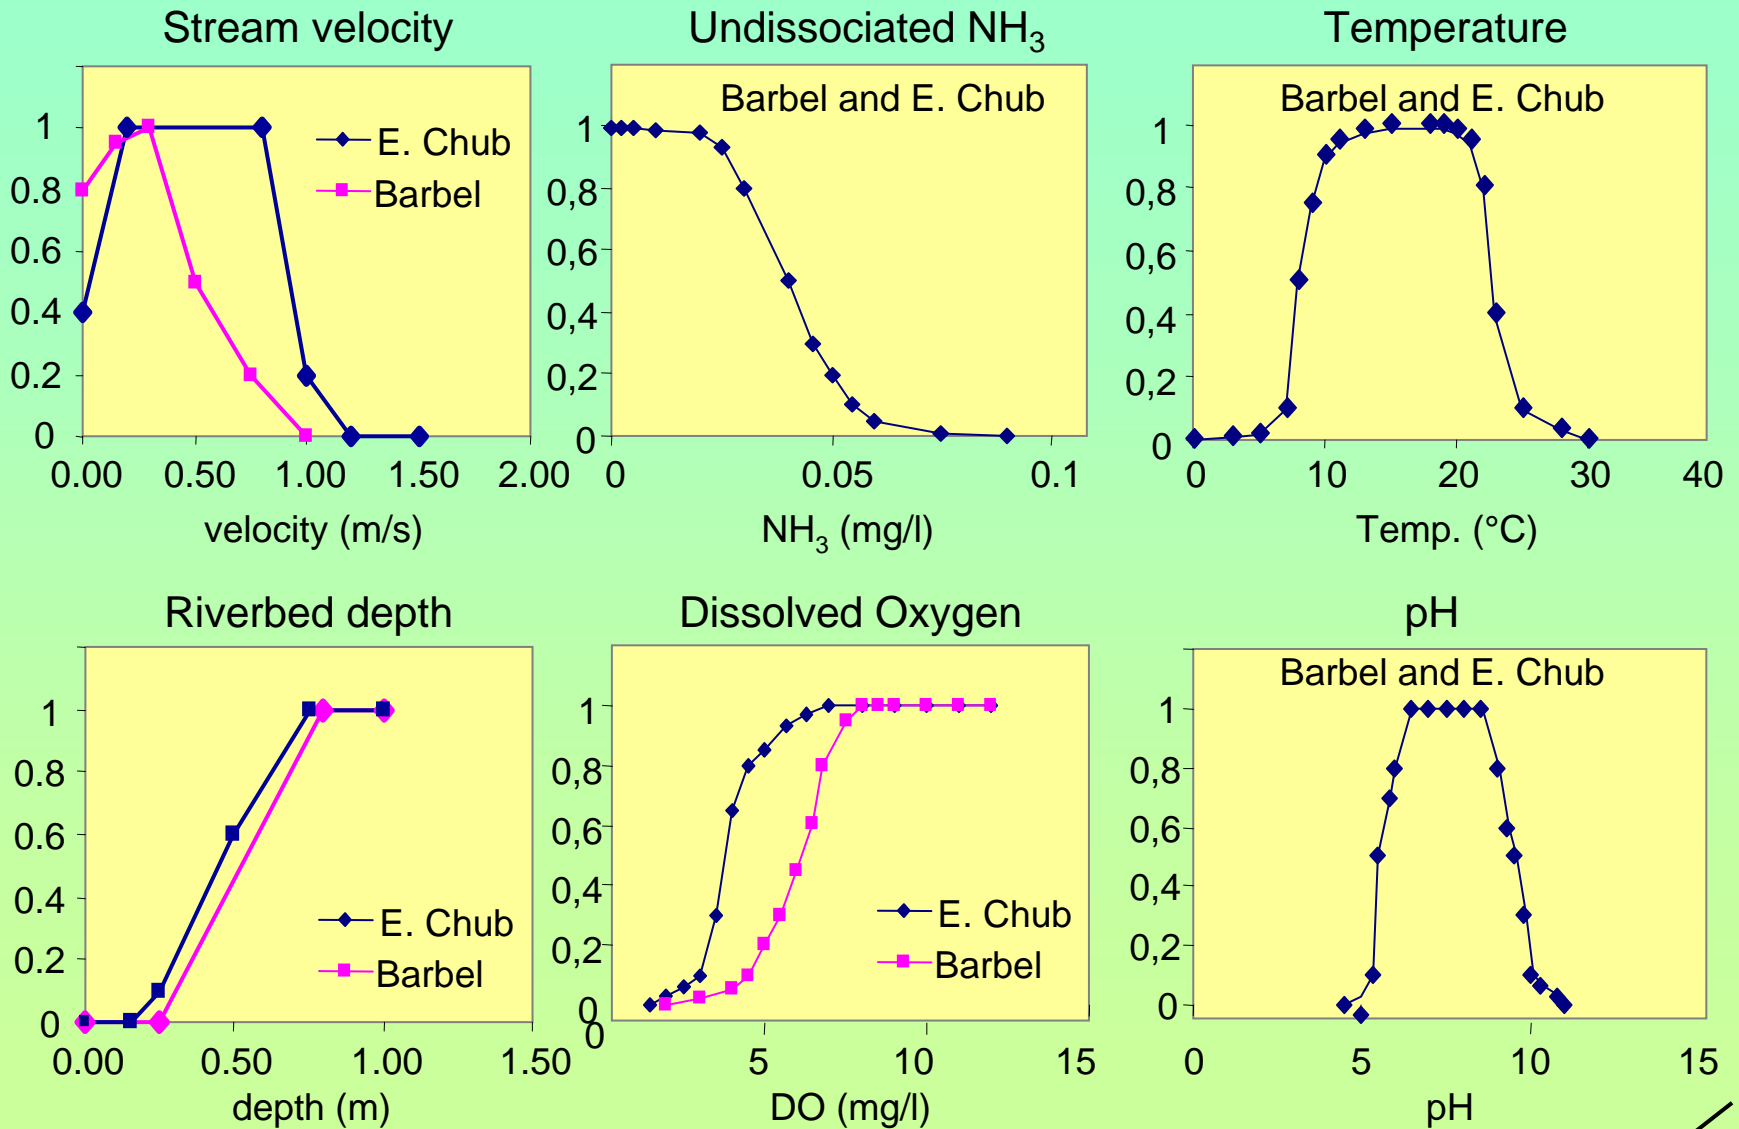 Stream velocity
1
0.8
0.6
0.4
0.2
0
E. Chub
Barbel
0.00 0.50 1.00 1.50 2.00
velocity (m/s)
Undissociated NH₃
Barbel and E. Chub
1
0,8
0,6
0,4
0,2
0
0 0.05 0.1
NH₃ (mg/l)
Temperature
Barbel and E. Chub
1
0,8
0,6
0,4
0,2
0
0 10 20 30 40
Temp. (°C)
Riverbed depth
1
0.8
0.6
0.4
0.2
0
E. Chub
Barbel
0.00 0.50 1.00 1.50
depth (m)
Dissolved Oxygen
1
0,8
0,6
0,4
0,2
0
E. Chub
Barbel
0 5 10 15
DO (mg/l)
pH
Barbel and E. Chub
1
0,8
0,6
0,4
0,2
0
0 5 10 15
pH